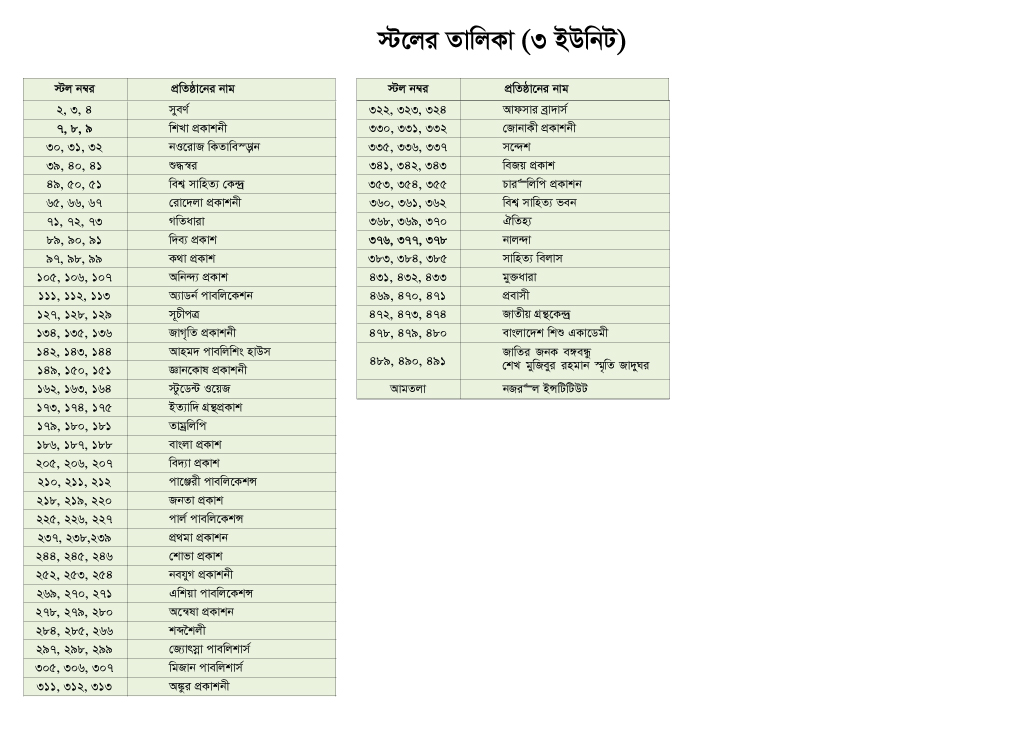 স্টলের তালিকা (৩ ইউনিট)
স্টল নম্বর প্রতিষ্ঠানের নাম
২, ৩, ৪ সুবর্ণ
৭, ৮, ৯ শিখা প্রকাশনী
৩০, ৩১, ৩২ নওরোজ কিতাবিস্ত্মান
৩৯, ৪০, ৪১ শুদ্ধস্বর
৪৯, ৫০, ৫১ বিশ্ব সাহিত্য কেন্দ্র
৬৫, ৬৬, ৬৭ রোদেলা প্রকাশনী
৭১, ৭২, ৭৩ গতিধারা
৮৯, ৯০, ৯১ দিব্য প্রকাশ
৯৭, ৯৮, ৯৯ কথা প্রকাশ
১০৫, ১০৬, ১০৭ অনিন্দ্য প্রকাশ
১১১, ১১২, ১১৩ অ্যাডর্ন পাবলিকেশন
১২৭, ১২৮, ১২৯ সূচীপত্র
১৩৪, ১৩৫, ১৩৬ জাগৃতি প্রকাশনী
১৪২, ১৪৩, ১৪৪ আহমদ পাবলিশিং হাউস
১৪৯, ১৫০, ১৫১ জ্ঞানকোষ প্রকাশনী
১৬২, ১৬৩, ১৬৪ স্টুডেন্ট ওয়েজ
১৭৩, ১৭৪, ১৭৫ ইত্যাদি গ্রন্থপ্রকাশ
১৭৯, ১৮০, ১৮১ তাম্রলিপি
১৮৬, ১৮৭, ১৮৮ বাংলা প্রকাশ
২০৫, ২০৬, ২০৭ বিদ্যা প্রকাশ
২১০, ২১১, ২১২ পাঞ্জেরী পাবলিকেশন্স
২১৮, ২১৯, ২২০ জনতা প্রকাশ
২২৫, ২২৬, ২২৭ পার্ল পাবলিকেশন্স
২৩৭, ২৩৮,২৩৯ প্রথমা প্রকাশন
২৪৪, ২৪৫, ২৪৬ শোভা প্রকাশ
২৫২, ২৫৩, ২৫৪ নবযুগ প্রকাশনী
২৬৯, ২৭০, ২৭১ এশিয়া পাবলিকেশন্স
২৭৮, ২৭৯, ২৮০ অন্বেষা প্রকাশন
২৮৪, ২৮৫, ২৬৬ শব্দশৈলী
২৯৭, ২৯৮, ২৯৯ জ্যোৎস্না পাবলিশার্স
৩০৫, ৩০৬, ৩০৭ মিজান পাবলিশার্স
৩১১, ৩১২, ৩১৩ অঙ্কুর প্রকাশনী
স্টল নম্বর প্রতিষ্ঠানের নাম
৩২২, ৩২৩, ৩২৪ আফসার ব্রাদার্স
৩৩০, ৩৩১, ৩৩২ জোনাকী প্রকাশনী
৩৩৫, ৩৩৬, ৩৩৭ সন্দেশ
৩৪১, ৩৪২, ৩৪৩ বিজয় প্রকাশ
৩৫৩, ৩৫৪, ৩৫৫ চার“লিপি প্রকাশন
৩৬০, ৩৬১, ৩৬২ বিশ্ব সাহিত্য ভবন
৩৬৮, ৩৬৯, ৩৭০ ঐতিহ্য
৩৭৬, ৩৭৭, ৩৭৮ নালন্দা
৩৮৩, ৩৮৪, ৩৮৫ সাহিত্য বিলাস
৪৩১, ৪৩২, ৪৩৩ মুক্তধারা
৪৬৯, ৪৭০, ৪৭১ প্রবাসী
৪৭২, ৪৭৩, ৪৭৪ জাতীয় গ্রন্থকেন্দ্র
৪৭৮, ৪৭৯, ৪৮০ বাংলাদেশ শিশু একাডেমী
৪৮৯, ৪৯০, ৪৯১ জাতির জনক বঙ্গবন্ধু
শেখ মুজিবুর রহমান স্মৃতি জাদুঘর
আমতলা নজর“ল ইন্সটিটিউট